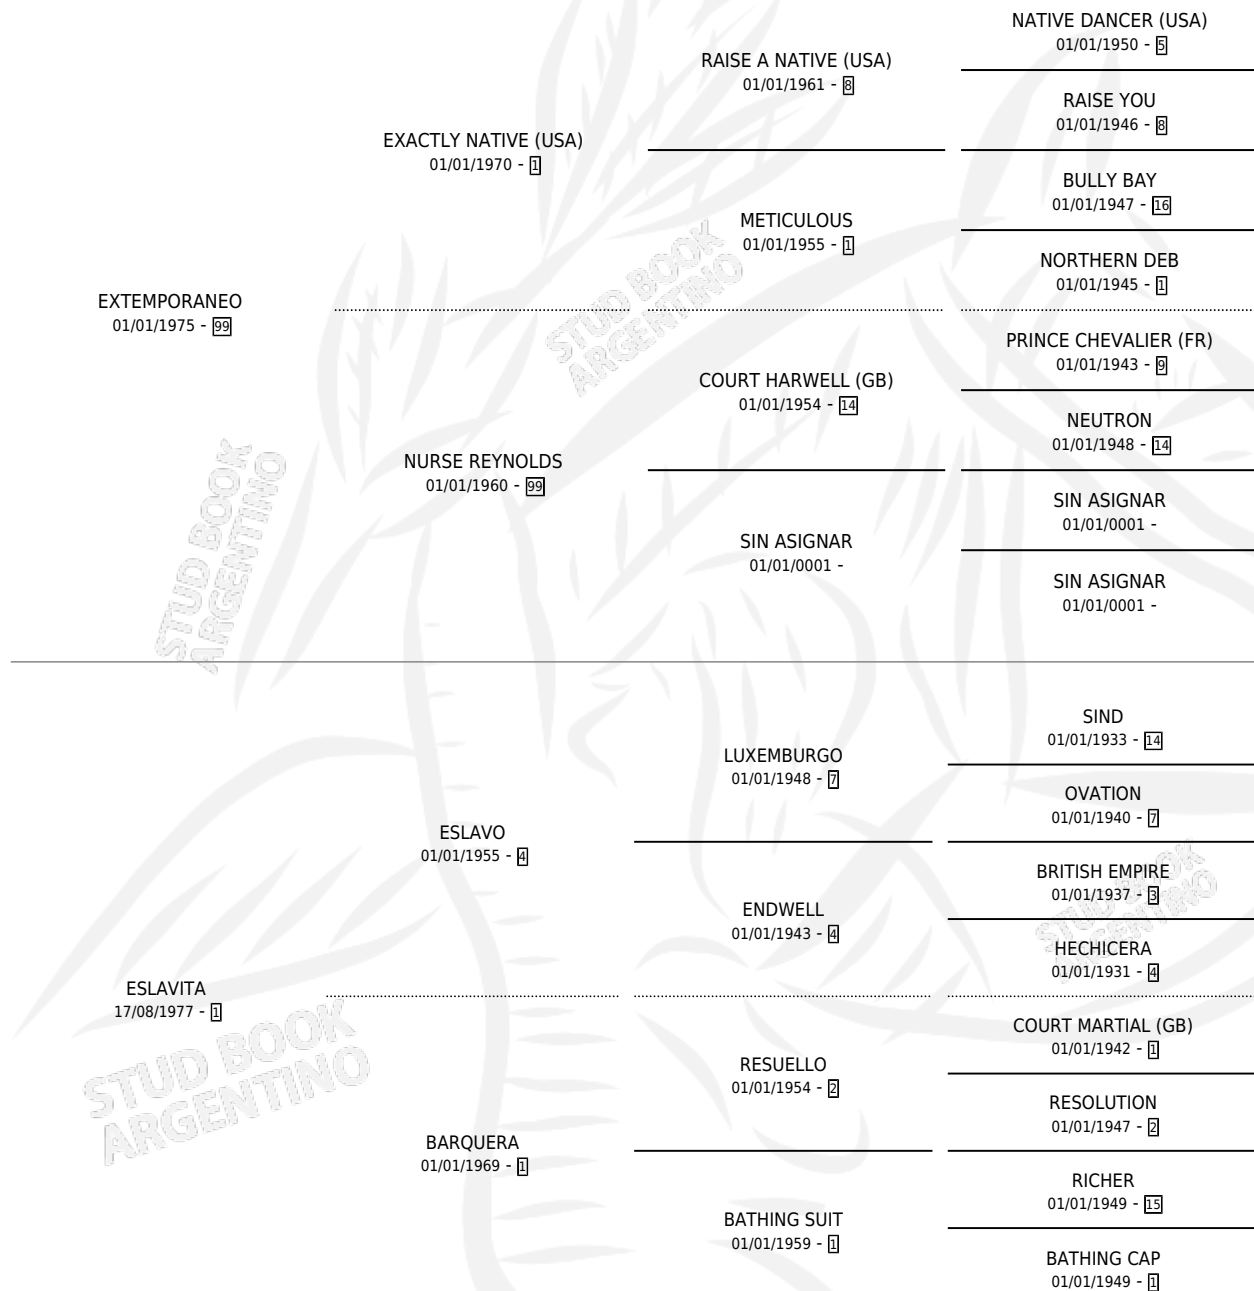 NATIVE DANCER (USA)
01/01/1950 - 5
RAISE A NATIVE (USA)
01/01/1961 - 8
RAISE YOU
01/01/1946 - 8
EXACTLY NATIVE (USA)
01/01/1970 - 1
BULLY BAY
01/01/1947 - 16
METICULOUS
01/01/1955 - 1
NORTHERN DEB
01/01/1945 - 1
EXTEMPORANEO
01/01/1975 - 99
PRINCE CHEVALIER (FR)
01/01/1943 - 9
COURT HARWELL (GB)
01/01/1954 - 14
NEUTRON
01/01/1948 - 14
NURSE REYNOLDS
01/01/1960 - 99
SIN ASIGNAR
01/01/0001 -
SIN ASIGNAR
01/01/0001 -
SIN ASIGNAR
01/01/0001 -
SIND
01/01/1933 - 14
LUXEMBURGO
01/01/1948 - 7
OVATION
01/01/1940 - 7
ESLAVO
01/01/1955 - 4
BRITISH EMPIRE
01/01/1937 - 3
ENDWELL
01/01/1943 - 4
HECHICERA
01/01/1931 - 4
ESLAVITA
17/08/1977 - 1
COURT MARTIAL (GB)
01/01/1942 - 1
RESUELLO
01/01/1954 - 2
RESOLUTION
01/01/1947 - 2
BARQUERA
01/01/1969 - 1
RICHER
01/01/1949 - 15
BATHING SUIT
01/01/1959 - 1
BATHING CAP
01/01/1949 - 1
STUD BOOK
ARGENTINO
STUD BOOK
ARGENTINO
STUD BOOK
ARGENTINO
STUD BOOK
ARGENTINO